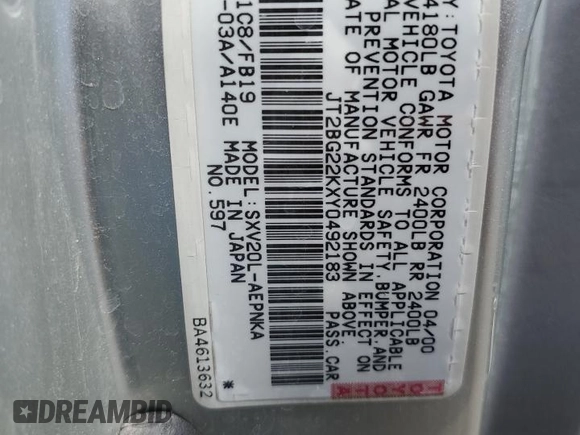 Y:TOYOTA MOTOR CORPORATION 04/00
4180LB GAWR FR 2400LB RR 2400LB
VEHICLE CONFORMS TO ALL APPLICABLE
AL MOTOR VEHICLE SAFETY,BUMPER,AND
PREVENTION STANDARDS IN EFFECT ON
ATE OF MANUFACTURE SHOWN ABOVE.
JT2BG22KXY0492183 PASS.CAR
1C8/FB19 MODEL:SXV20L-AEPNKA
-03A/A140E MADE IN JAPAN
NO.597
BA4613632 *
TOYOTA
DREAMBID